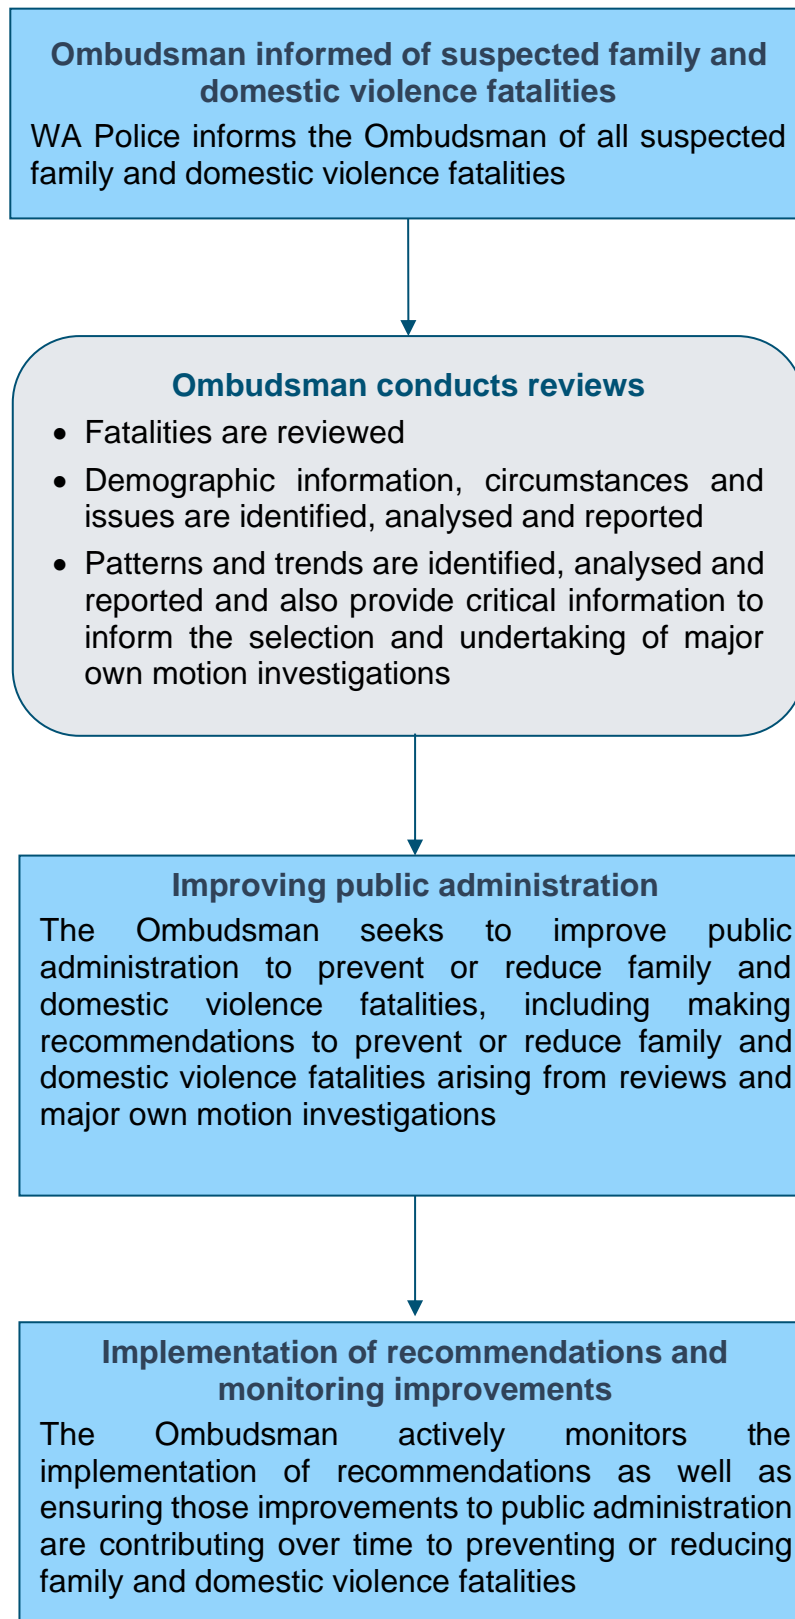 Ombudsman informed of suspected family and
domestic violence fatalities
WA Police informs the Ombudsman of all suspected
family and domestic violence fatalities
Ombudsman conducts reviews
• Fatalities are reviewed
• Demographic information, circumstances and
issues are identified, analysed and reported
• Patterns and trends are identified, analysed and
reported and also provide critical information to
inform the selection and undertaking of major
own motion investigations
Improving public administration
The Ombudsman seeks to improve public
administration to prevent or reduce family and
domestic violence fatalities, including making
recommendations to prevent or reduce family and
domestic violence fatalities arising from reviews and
major own motion investigations
Implementation of recommendations and
monitoring improvements
The Ombudsman actively monitors the
implementation of recommendations as well as
ensuring those improvements to public administration
are contributing over time to preventing or reducing
family and domestic violence fatalities